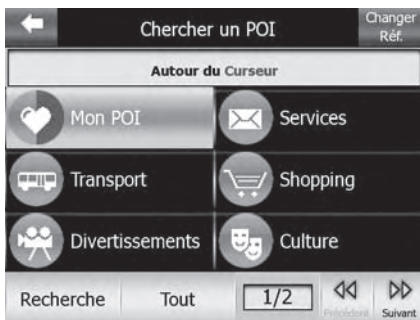 Chercher un POI
Changer
Réf.
Autour du Curseur
Mon POI
Services
Transport
Shopping
Divertissements
Culture
Recherche
Tout
1/2
Précédent
Suivant